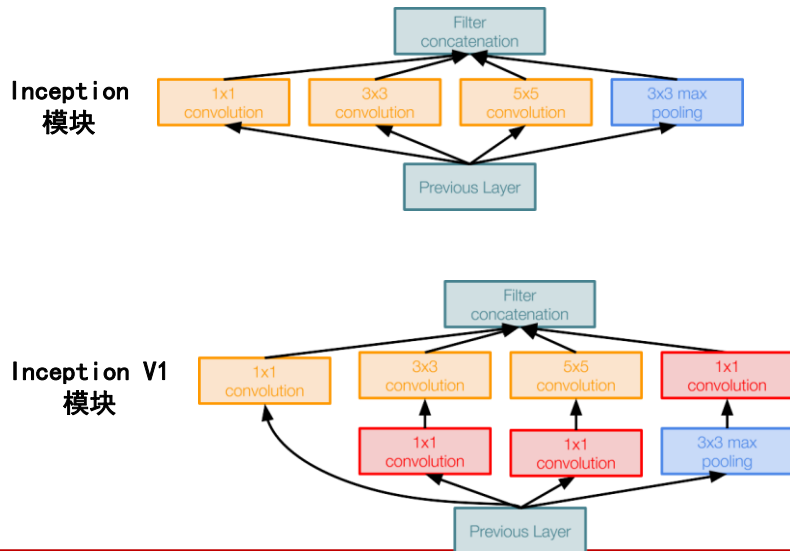 Filter
concatenation
Inception
模块
1x1
convolution
3x3
convolution
5x5
convolution
3x3 max
pooling
Previous Layer
Filter
concatenation
Inception V1
模块
1x1
convolution
3x3
convolution
5x5
convolution
1x1
convolution
1x1
convolution
1x1
convolution
3x3 max
pooling
Previous Layer